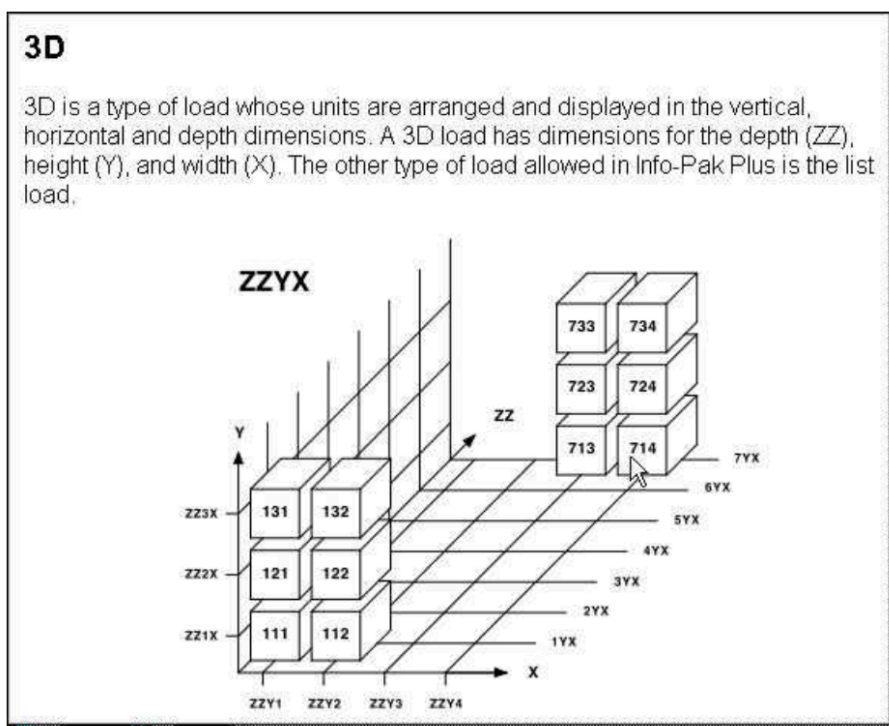 3D
3D is a type of load whose units are arranged and displayed in the vertical,
horizontal and depth dimensions. A 3D load has dimensions for the depth (ZZ),
height (Y), and width (X). The other type of load allowed in Info-Pak Plus is the list
load.
ZZYX
733 734
723 724
ZZ
713 714
7YX
Y
6YX
ZZ3X
131 132
5YX
4YX
ZZ2X
121 122
3YX
2YX
ZZ1X
111 112
1YX
X
ZZY1 ZZY2 ZZY3 ZZY4